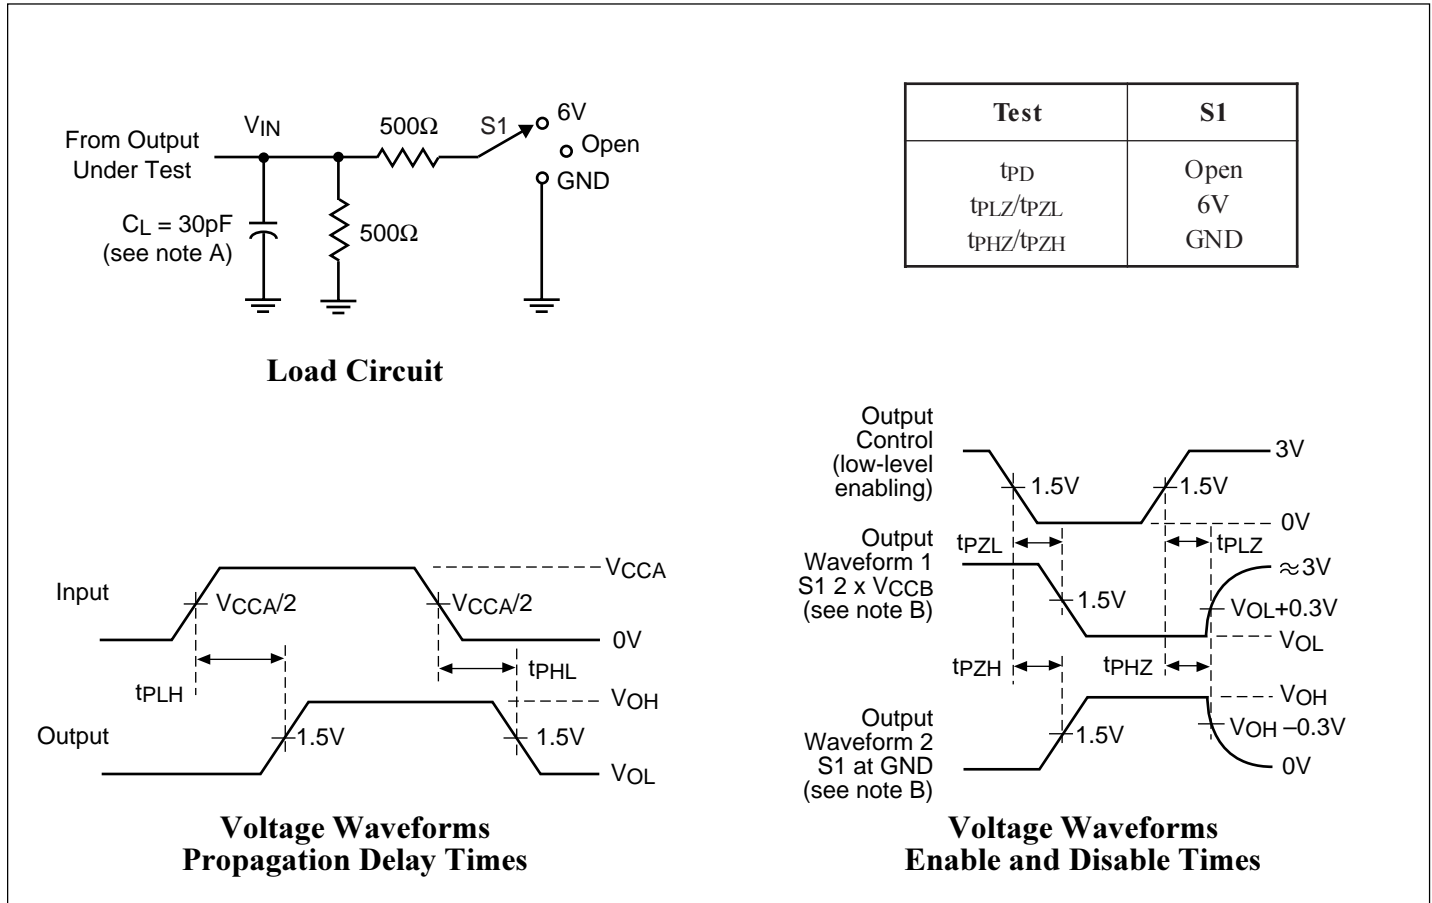 From Output
Under Test
VIN
500Ω
S1
6V
Open
GND
CL = 30pF
(see note A)
500Ω
Load Circuit
Test S1
tPD Open
tPLZ/tPZL 6V
tPHZ/tPZH GND
Input
VCCA
VCCA/2
VCCA/2
0V
tPLH
tPHL
VOH
Output
1.5V
1.5V
VOL
Voltage Waveforms
Propagation Delay Times
Output
Control
(low-level
enabling)
3V
1.5V
1.5V
0V
Output
Waveform 1
S1 2 x VCCB
(see note B)
tPZL
tPLZ
≈3V
1.5V
VOL+0.3V
VOL
tPZH
tPHZ
VOH
Output
Waveform 2
S1 at GND
(see note B)
1.5V
VOH –0.3V
0V
Voltage Waveforms
Enable and Disable Times